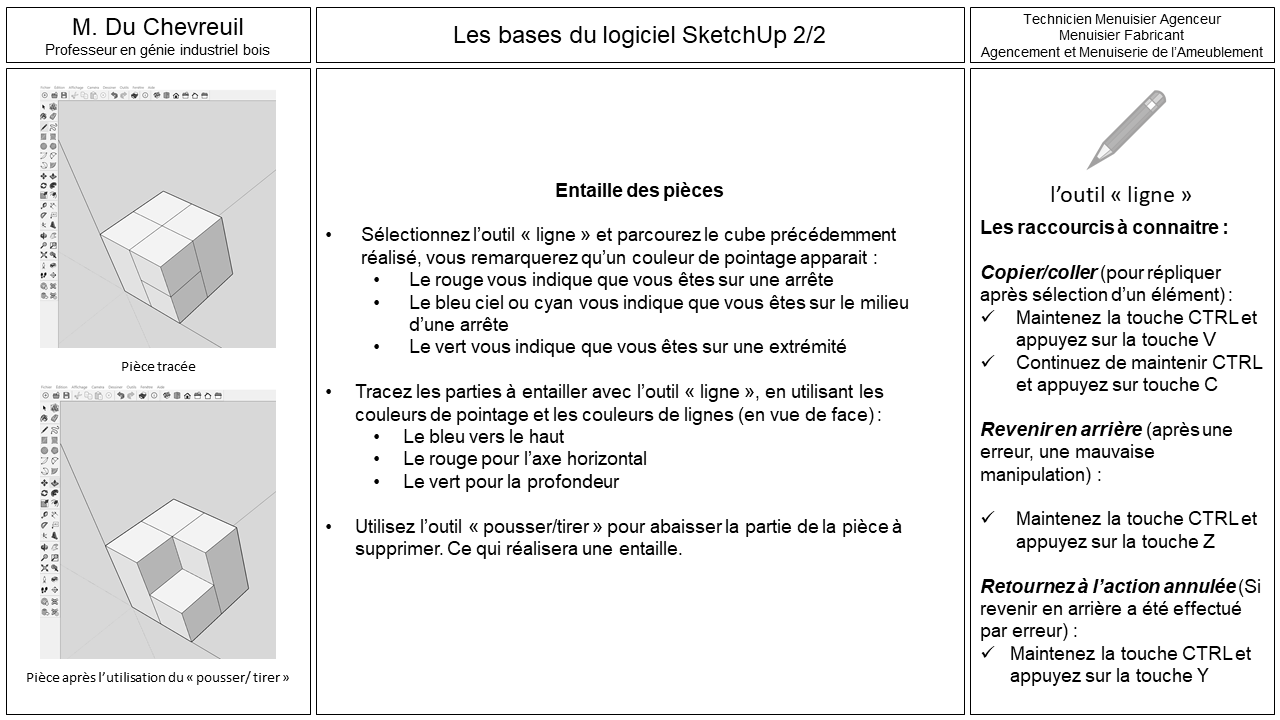 M. Du Chevreuil
Professeur en génie industriel bois
Les bases du logiciel SketchUp 2/2
Technicien Menuisier Agenceur
Menuisier Fabricant
Agencement et Menuiserie de l’Ameublement
Pièce tracée
Pièce après l’utilisation du « pousser/ tirer »
Entaille des pièces
• Sélectionnez l’outil « ligne » et parcourez le cube précédemment
réalisé, vous remarquerez qu’un couleur de pointage apparait :
• Le rouge vous indique que vous êtes sur une arrête
• Le bleu ciel ou cyan vous indique que vous êtes sur le milieu
d’une arrête
• Le vert vous indique que vous êtes sur une extrémité
• Tracez les parties à entailler avec l’outil « ligne », en utilisant les
couleurs de pointage et les couleurs de lignes (en vue de face) :
• Le bleu vers le haut
• Le rouge pour l’axe horizontal
• Le vert pour la profondeur
• Utilisez l’outil « pousser/tirer » pour abaisser la partie de la pièce à
supprimer. Ce qui réalisera une entaille.
l’outil « ligne »
Les raccourcis à connaitre :
Copier/coller (pour répliquer
après sélection d’un élément) :
✓ Maintenez la touche CTRL et
appuyez sur la touche V
✓ Continuez de maintenir CTRL
et appuyez sur touche C
Revenir en arrière (après une
erreur, une mauvaise
manipulation) :
✓ Maintenez la touche CTRL et
appuyez sur la touche Z
Retournez à l’action annulée (Si
revenir en arrière a été effectué
par erreur) :
✓ Maintenez la touche CTRL et
appuyez sur la touche Y